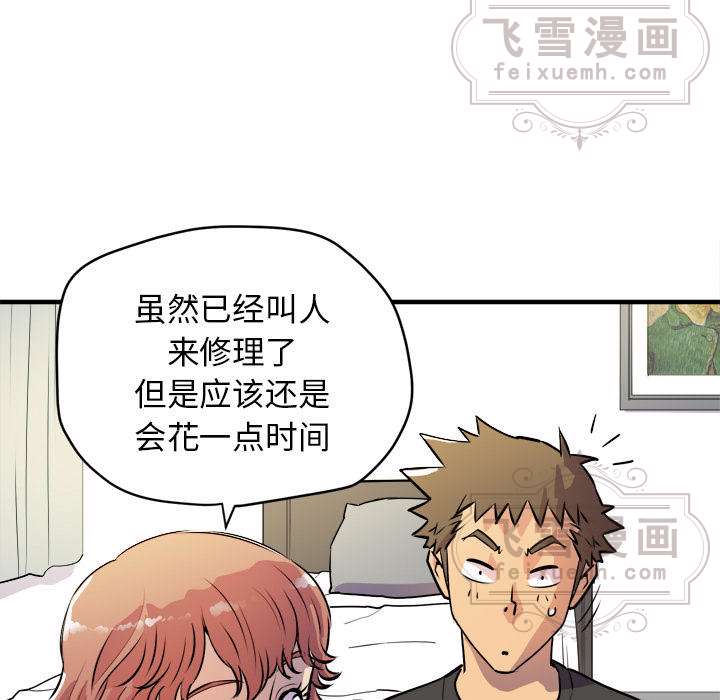 飞雪漫画
feixuemh.com
虽然已经叫人
来修理了
但是应该还是
会花一点时间
飞雪漫画
feixuemh.com